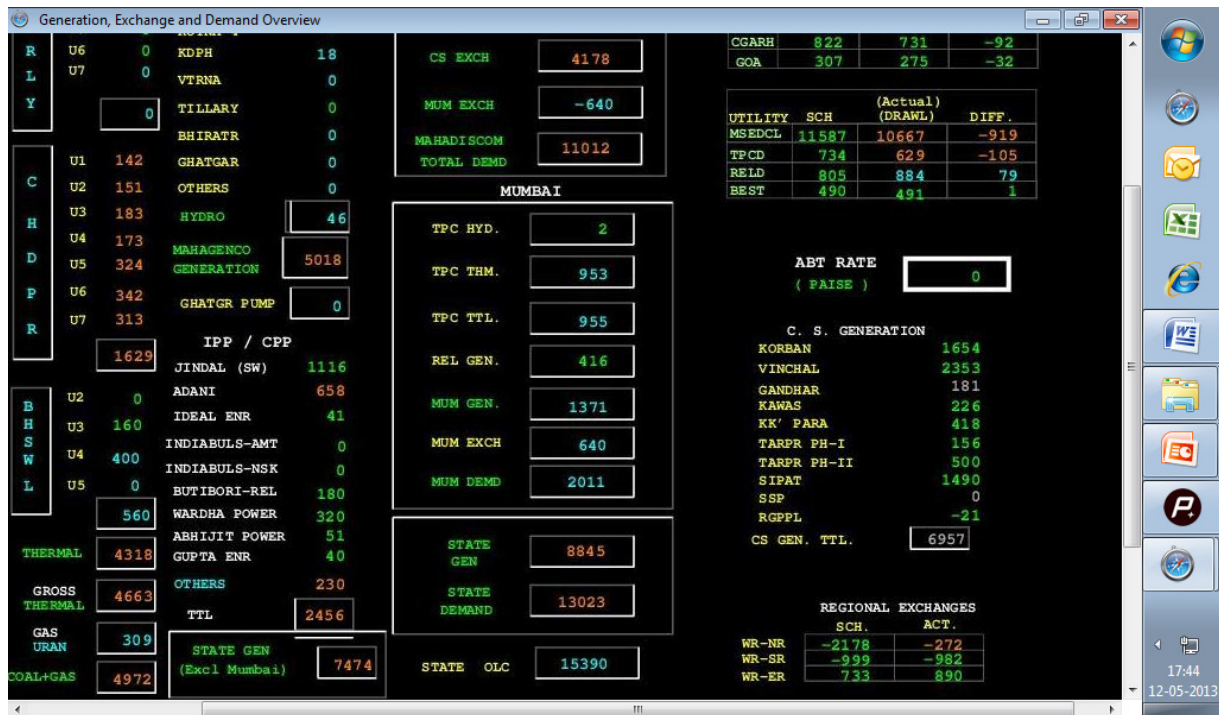 Generation, Exchange and Demand Overview
R
L
Y
U6 0
U7 0
0
C
H
D
P
R
U1 142
U2 151
U3 183
U4 173
U5 324
U6 342
U7 313
1629
B
H
S
W
L
U2 0
U3 160
U4 400
U5 0
560
THERMAL 4318
GROSS
THERMAL 4663
GAS
URAN 309
COAL+GAS 4972
KDPH 18
VTRNA 0
TILLARY 0
BHIRATR 0
GHATGAR 0
OTHERS 0
HYDRO 46
MAHAGENCO
GENERATION 5018
GHATGR PUMP 0
IPP / CPP
JINDAL (SW) 1116
ADANI 658
IDEAL ENR 41
INDIABULS-AMT 0
INDIABULS-NSK 0
BUTIBORI-REL 180
WARDHA POWER 320
ABHIJIT POWER 51
GUPTA ENR 40
OTHERS 230
TTL 2456
STATE GEN
(Excl Mumbai) 7474
CS EXCH 4178
MUM EXCH -640
MAHADISCOM
TOTAL DEMD 11012
MUMBAI
TPC HYD. 2
TPC THM. 953
TPC TTL. 955
REL GEN. 416
MUM GEN. 1371
MUM EXCH 640
MUM DEMD 2011
STATE
GEN 8845
STATE
DEMAND 13023
STATE OLC 15390
CGARH 822 731 -92
GOA 307 275 -32
UTILITY SCH (Actual) (DRAWL) DIFF.
MSEDCL 11587 10667 -919
TPCD 734 629 -105
RELD 805 884 79
BEST 490 491 1
ABT RATE
( PAISE ) 0
C. S. GENERATION
KORBAN 1654
VINCHAL 2353
GANDHAR 181
KAWAS 226
KK' PARA 418
TARPR PH-I 156
TARPR PH-II 500
SIPAT 1490
SSP 0
RGPPL -21
CS GEN. TTL. 6957
REGIONAL EXCHANGES
SCH. ACT.
WR-NR -2178 -272
WR-SR -999 -982
WR-ER 733 890
17:44
12-05-2013